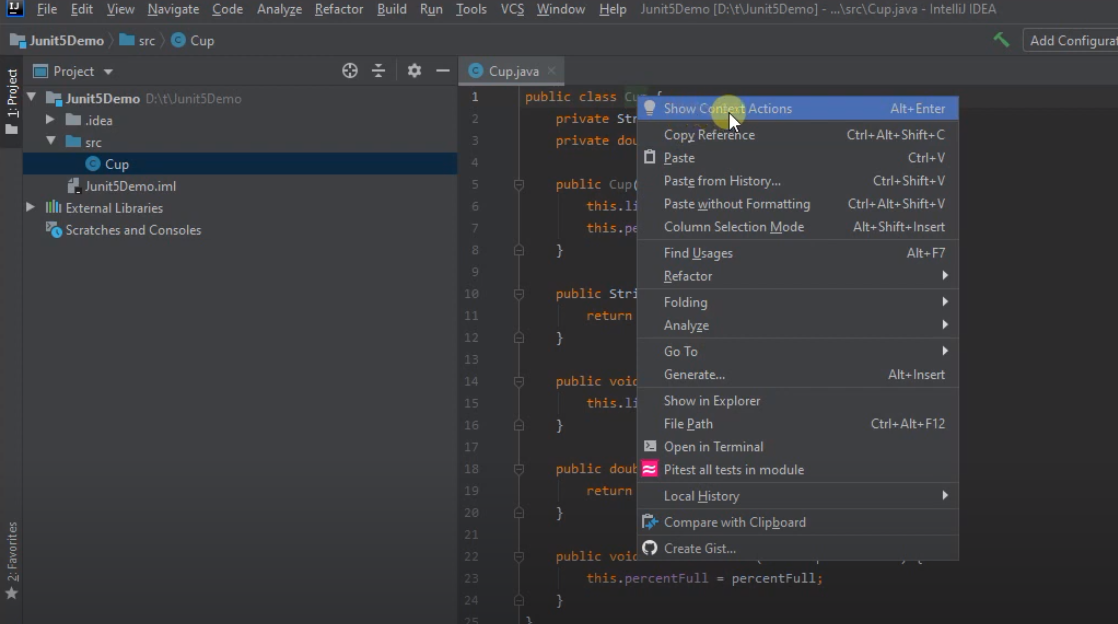 File Edit View Navigate Code Analyze Refactor Build Run Tools VCS Window Help Junit5Demo [D:\t\Junit5Demo] - ...\src\Cup.java - IntelliJ IDEA
Junit5Demo src Cup
Add Configurat
1: Project
2: Favorites
Project
Junit5Demo D:\t\Junit5Demo
.idea
src
Cup
Junit5Demo.iml
External Libraries
Scratches and Consoles
Cup.java
1 public class Cup {
2 private Str
3 private dou
4
5 public Cup(
6 this.li
7 this.pe
8 }
9
10 public Stri
11 return
12 }
13
14 public void
15 this.li
16 }
17
18 public doub
19 return
20 }
21
22 public void
23 this.percentFull = percentFull;
24 }
25 }
Show Context Actions Alt+Enter
Copy Reference Ctrl+Alt+Shift+C
Paste Ctrl+V
Paste from History... Ctrl+Shift+V
Paste without Formatting Ctrl+Alt+Shift+V
Column Selection Mode Alt+Shift+Insert
Find Usages Alt+F7
Refactor
Folding
Analyze
Go To
Generate... Alt+Insert
Show in Explorer
File Path Ctrl+Alt+F12
Open in Terminal
Pitest all tests in module
Local History
Compare with Clipboard
Create Gist...